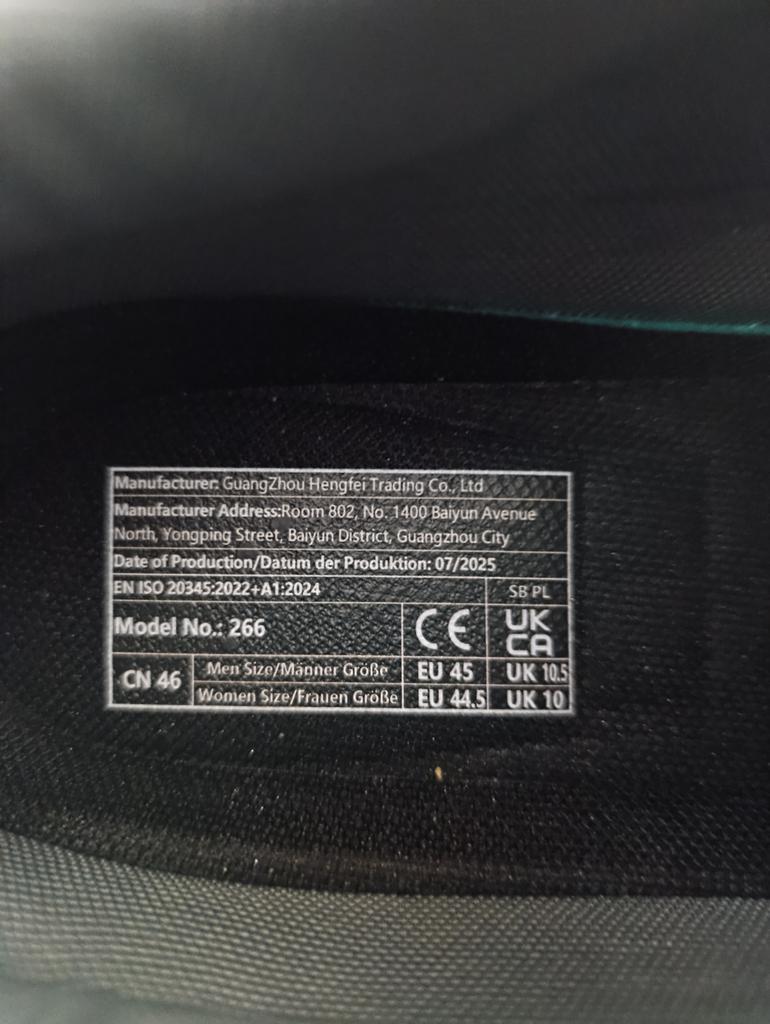 Manufacturer: GuangZhou Hengfei Trading Co., Ltd
Manufacturer Address:Room 802, No. 1400 Baiyun Avenue
North, Yongping Street, Baiyun District, Guangzhou City
Date of Production/Datum der Produktion: 07/2025
EN ISO 20345:2022+A1:2024 SB PL
Model No.: 266 CE UK
CA
CN 46 Men Size/Männer Größe EU 45 UK 10.5
Women Size/Frauen Größe EU 44.5 UK 10